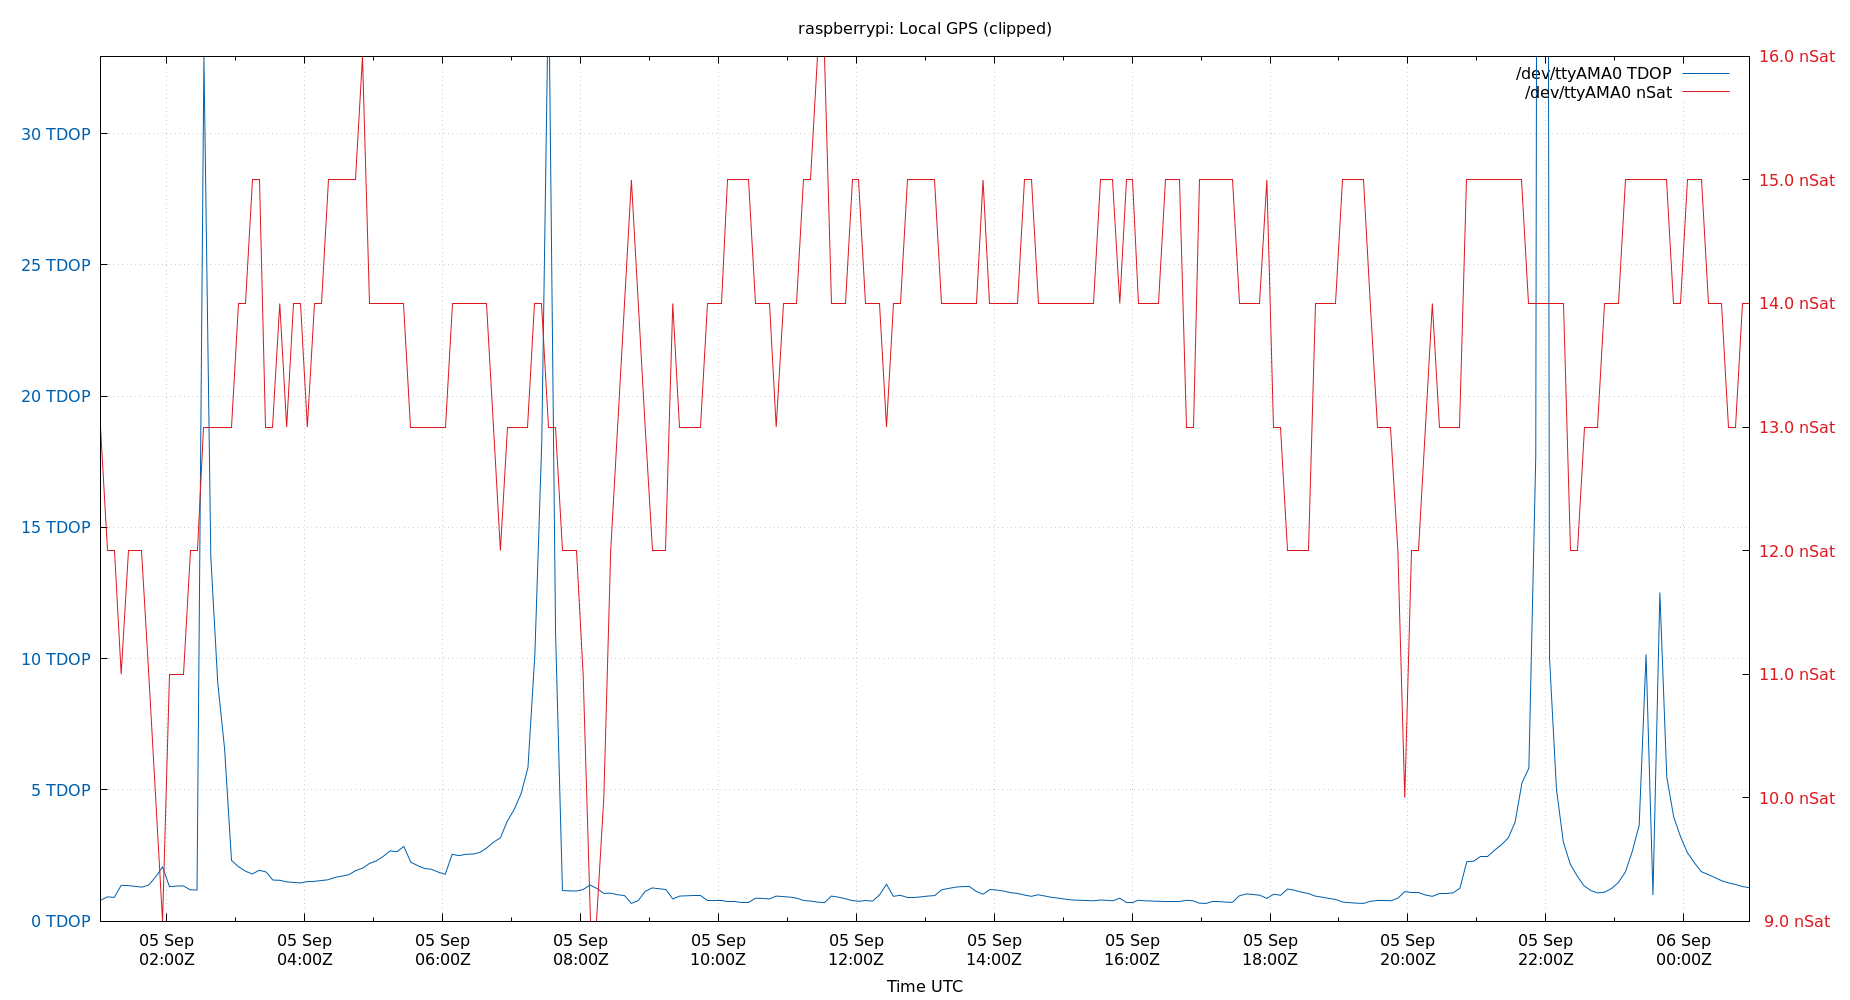 raspberrypi: Local GPS (clipped)
/dev/ttyAMA0 TDOP
/dev/ttyAMA0 nSat
30 TDOP
25 TDOP
20 TDOP
15 TDOP
10 TDOP
5 TDOP
0 TDOP
16.0 nSat
15.0 nSat
14.0 nSat
13.0 nSat
12.0 nSat
11.0 nSat
10.0 nSat
9.0 nSat
05 Sep 05 Sep 05 Sep 05 Sep 05 Sep 05 Sep 05 Sep 05 Sep 05 Sep 05 Sep 05 Sep 06 Sep
02:00Z 04:00Z 06:00Z 08:00Z 10:00Z 12:00Z 14:00Z 16:00Z 18:00Z 20:00Z 22:00Z 00:00Z
Time UTC